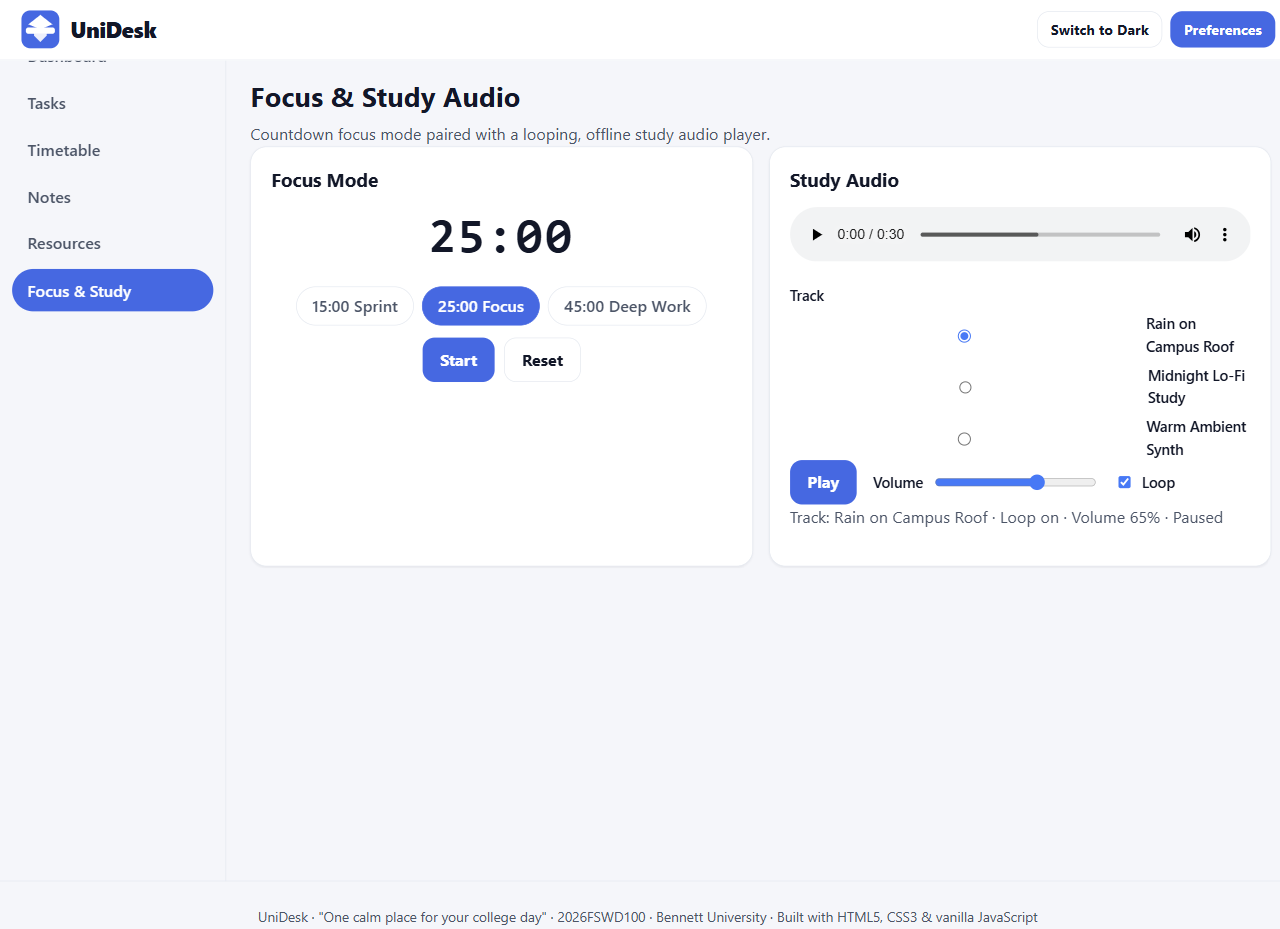 UniDesk
Switch to Dark
Preferences
Dashboard
Tasks
Timetable
Notes
Resources
Focus & Study
Focus & Study Audio
Countdown focus mode paired with a looping, offline study audio player.
Focus Mode
25:00
15:00 Sprint
25:00 Focus
45:00 Deep Work
Start
Reset
Study Audio
0:00 / 0:30
Track
Rain on
Campus Roof
Midnight Lo-Fi
Study
Warm Ambient
Synth
Play
Volume
Loop
Track: Rain on Campus Roof · Loop on · Volume 65% · Paused
UniDesk · "One calm place for your college day" · 2026FSWD100 · Bennett University · Built with HTML5, CSS3 & vanilla JavaScript